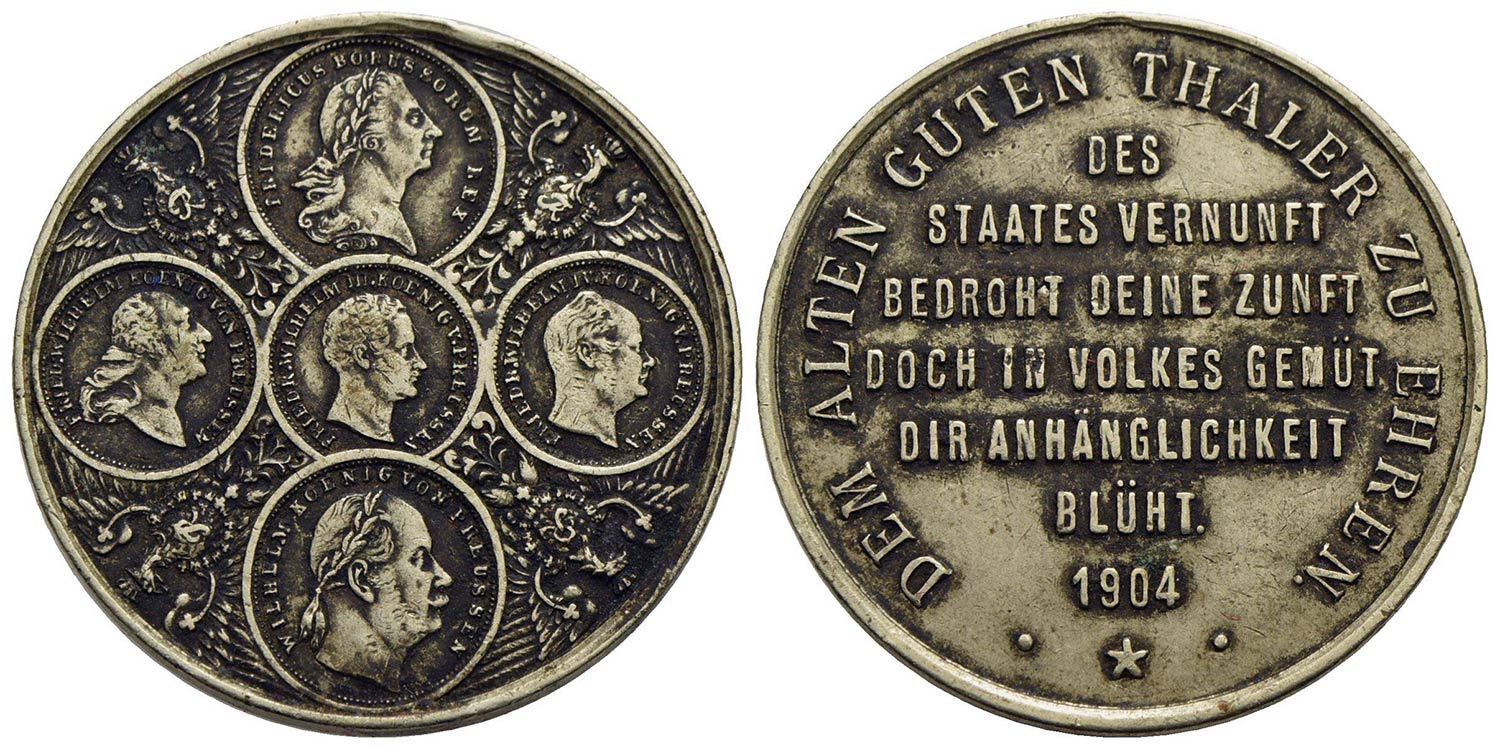 FRIDERICUS BORUSSORUM REX
FRIEDR.WILHELM KOENIG VON PREUSSEN
FRIEDR.WILHELM III.KOENIG V.PREUSSEN
FRIEDR.WILHELM IV.KOENIG V.PREUSSEN
WILHELM KOENIG VON PREUSSEN
DEM ALTEN GUTEN THALER ZU EHREN.
DES
STAATES VERNUNFT
BEDROHT DEINE ZUNFT
DOCH IN VOLKES GEMÜT
DIR ANHÄNGLICHKEIT
BLÜHT.
1904